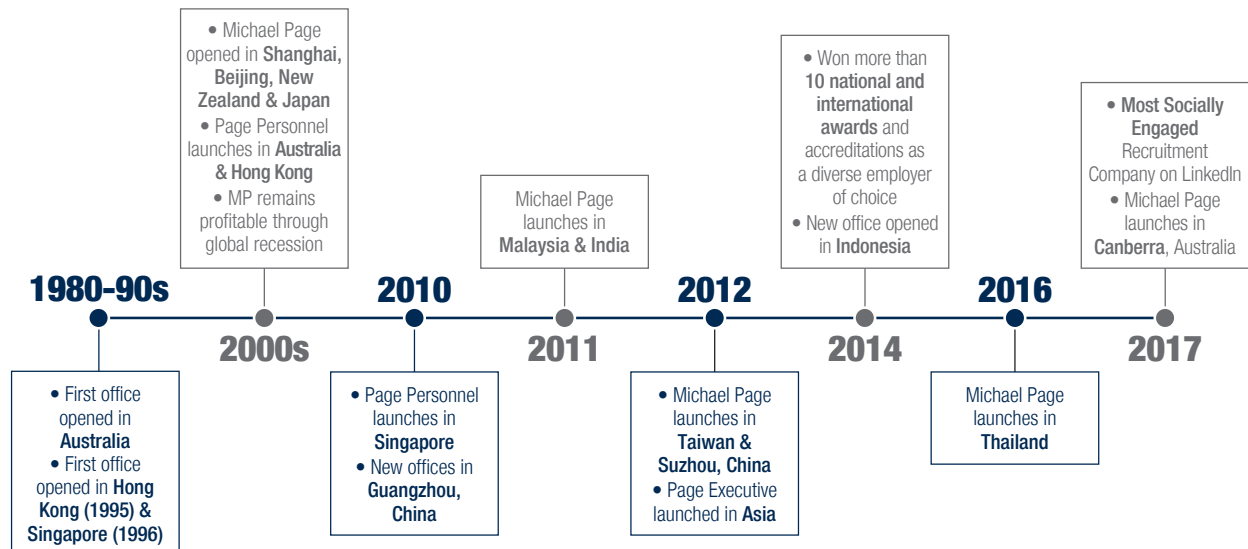 • Michael Page
opened in Shanghai,
Beijing, New
Zealand & Japan
• Page Personnel
launches in Australia
& Hong Kong
• MP remains
profitable through
global recession
Michael Page
launches in
Malaysia & India
• Won more than
10 national and
international
awards and
accreditations as
a diverse employer
of choice
• New office opened
in Indonesia
• Most Socially
Engaged
Recruitment
Company on LinkedIn
• Michael Page
launches in
Canberra, Australia
1980-90s
2010
2012
2016
2000s
2011
2014
2017
• First office
opened in
Australia
• First office
opened in Hong
Kong (1995) &
Singapore (1996)
• Page Personnel
launches in
Singapore
• New offices in
Guangzhou,
China
• Michael Page
launches in
Taiwan &
Suzhou, China
• Page Executive
launched in Asia
Michael Page
launches in
Thailand